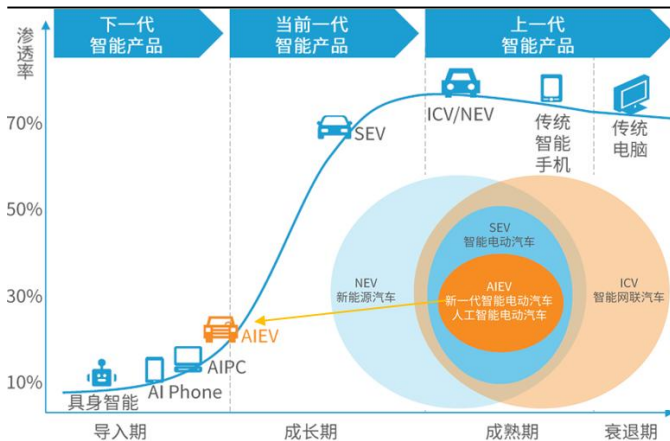 下一代
智能产品
当前一代
智能产品
上一代
智能产品
渗透率
70%
50%
30%
10%
具身智能
AI Phone
AIPC
AIEV
SEV
ICV/NEV
传统
智能
手机
传统
电脑
NEV
新能源汽车
SEV
智能电动汽车
AIEV
新一代智能电动汽车
人工智能电动汽车
ICV
智能网联汽车
导入期
成长期
成熟期
衰退期